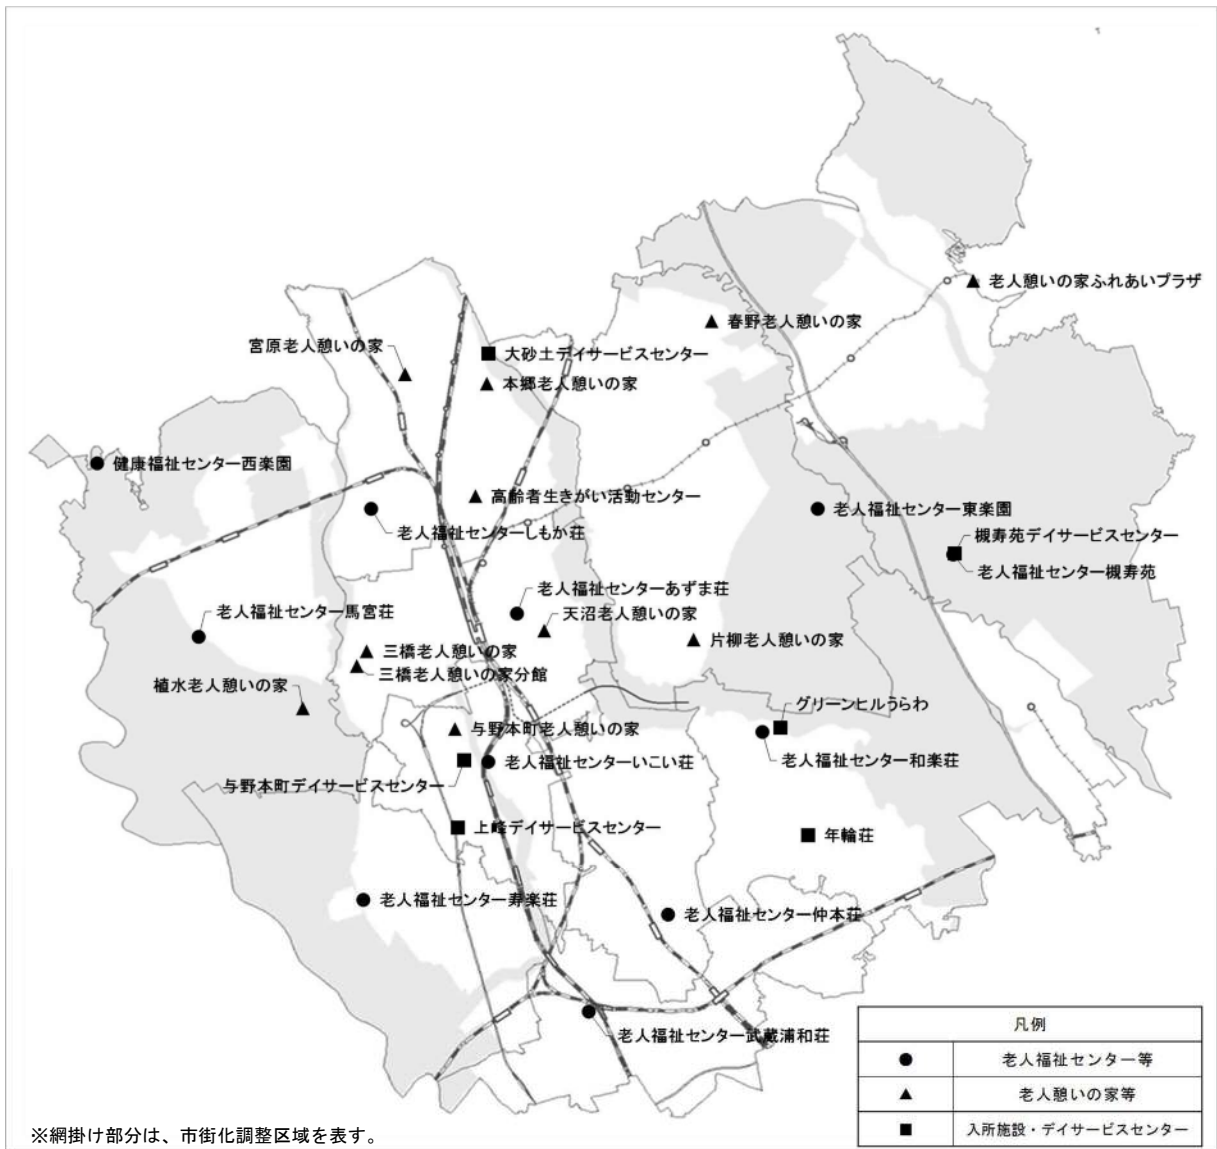 老人憩いの家ふれあいプラザ
春野老人憩いの家
宮原老人憩いの家
大砂土デイサービスセンター
本郷老人憩いの家
健康福祉センター西楽園
高齢者生きがい活動センター
老人福祉センター東楽園
老人福祉センターしもか荘
槻寿苑デイサービスセンター
老人福祉センター槻寿苑
老人福祉センターあずま荘
老人福祉センター馬宮荘
天沼老人憩いの家
片柳老人憩いの家
三橋老人憩いの家
三橋老人憩いの家分館
植水老人憩いの家
グリーンヒルうらわ
与野本町老人憩いの家
老人福祉センターいこい荘
老人福祉センター和楽荘
与野本町デイサービスセンター
上峰デイサービスセンター
年輪荘
老人福祉センター寿楽荘
老人福祉センター仲本荘
老人福祉センター武蔵浦和荘
凡例
老人福祉センター等
老人憩いの家等
入所施設・デイサービスセンター
※網掛け部分は、市街化調整区域を表す。